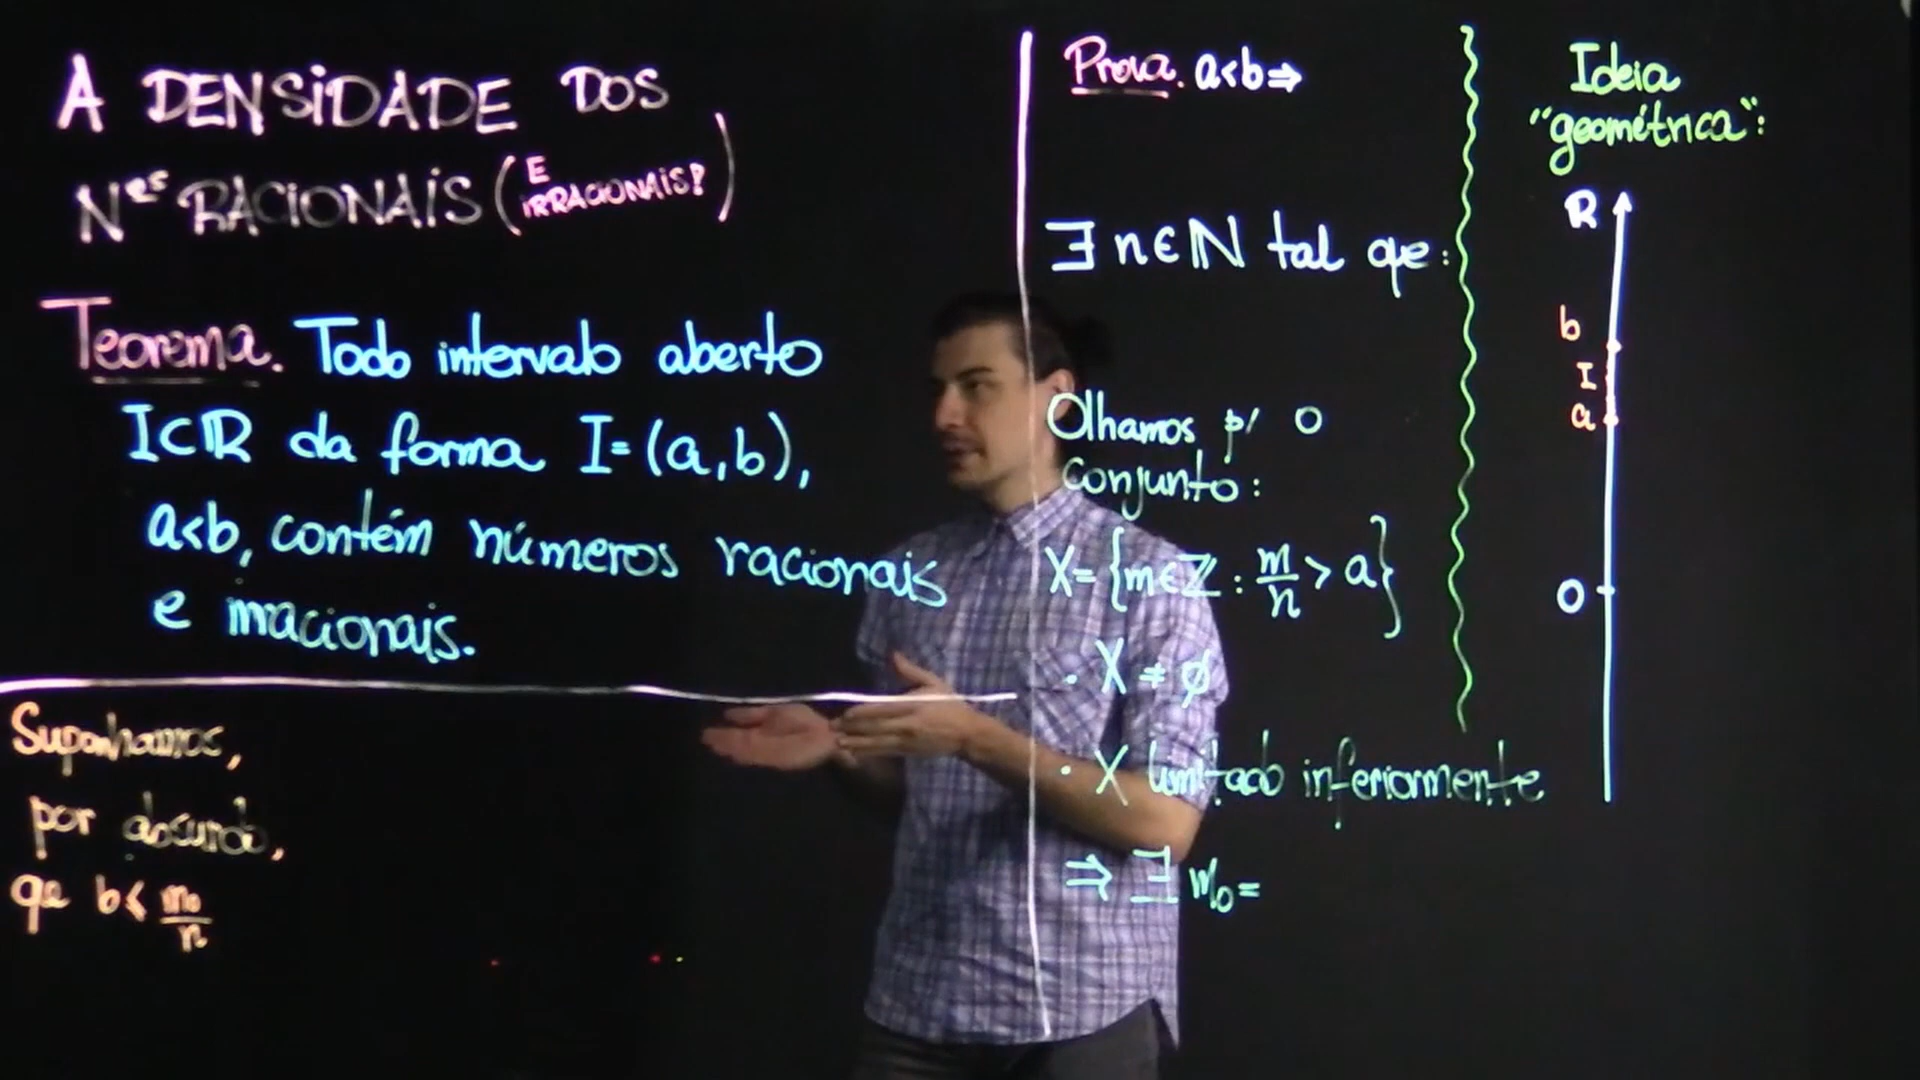 A DENSIDADE DOS
Nºs RACIONAIS (E IRRACIONAIS!)
Teorema. Todo intervalo aberto
I⊂ℝ da forma I=(a,b),
a<b, contém números racionais
e irracionais.
Suponhamos,
por absurdo,
que b≤ m₀/n
Prova. a<b⇒
∃ n∈ℕ tal que:
Olhamos p/ o
conjunto:
X={m∈ℤ : m/n > a}
· X ≠ ∅
· X limitado inferiormente
⇒ ∃ m₀=
Ideia
"geométrica":
ℝ
b
I
a
0